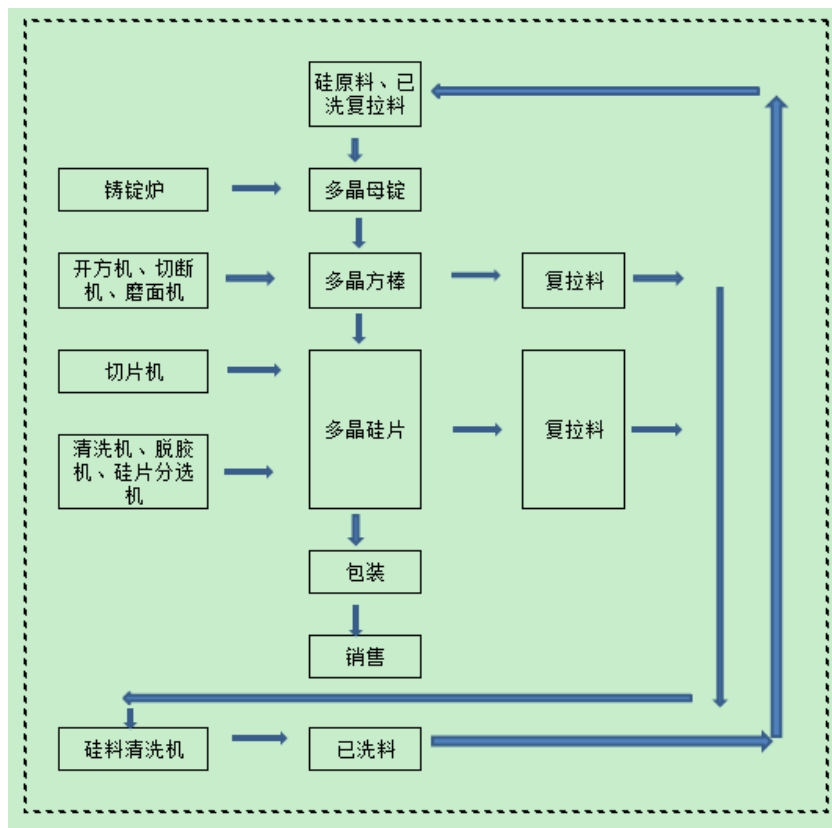 硅原料、已
洗复拉料
铸锭炉
多晶母锭
开方机、切断
机、磨面机
多晶方棒
复拉料
切片机
多晶硅片
复拉料
清洗机、脱胶
机、硅片分选
机
包装
销售
硅料清洗机
已洗料